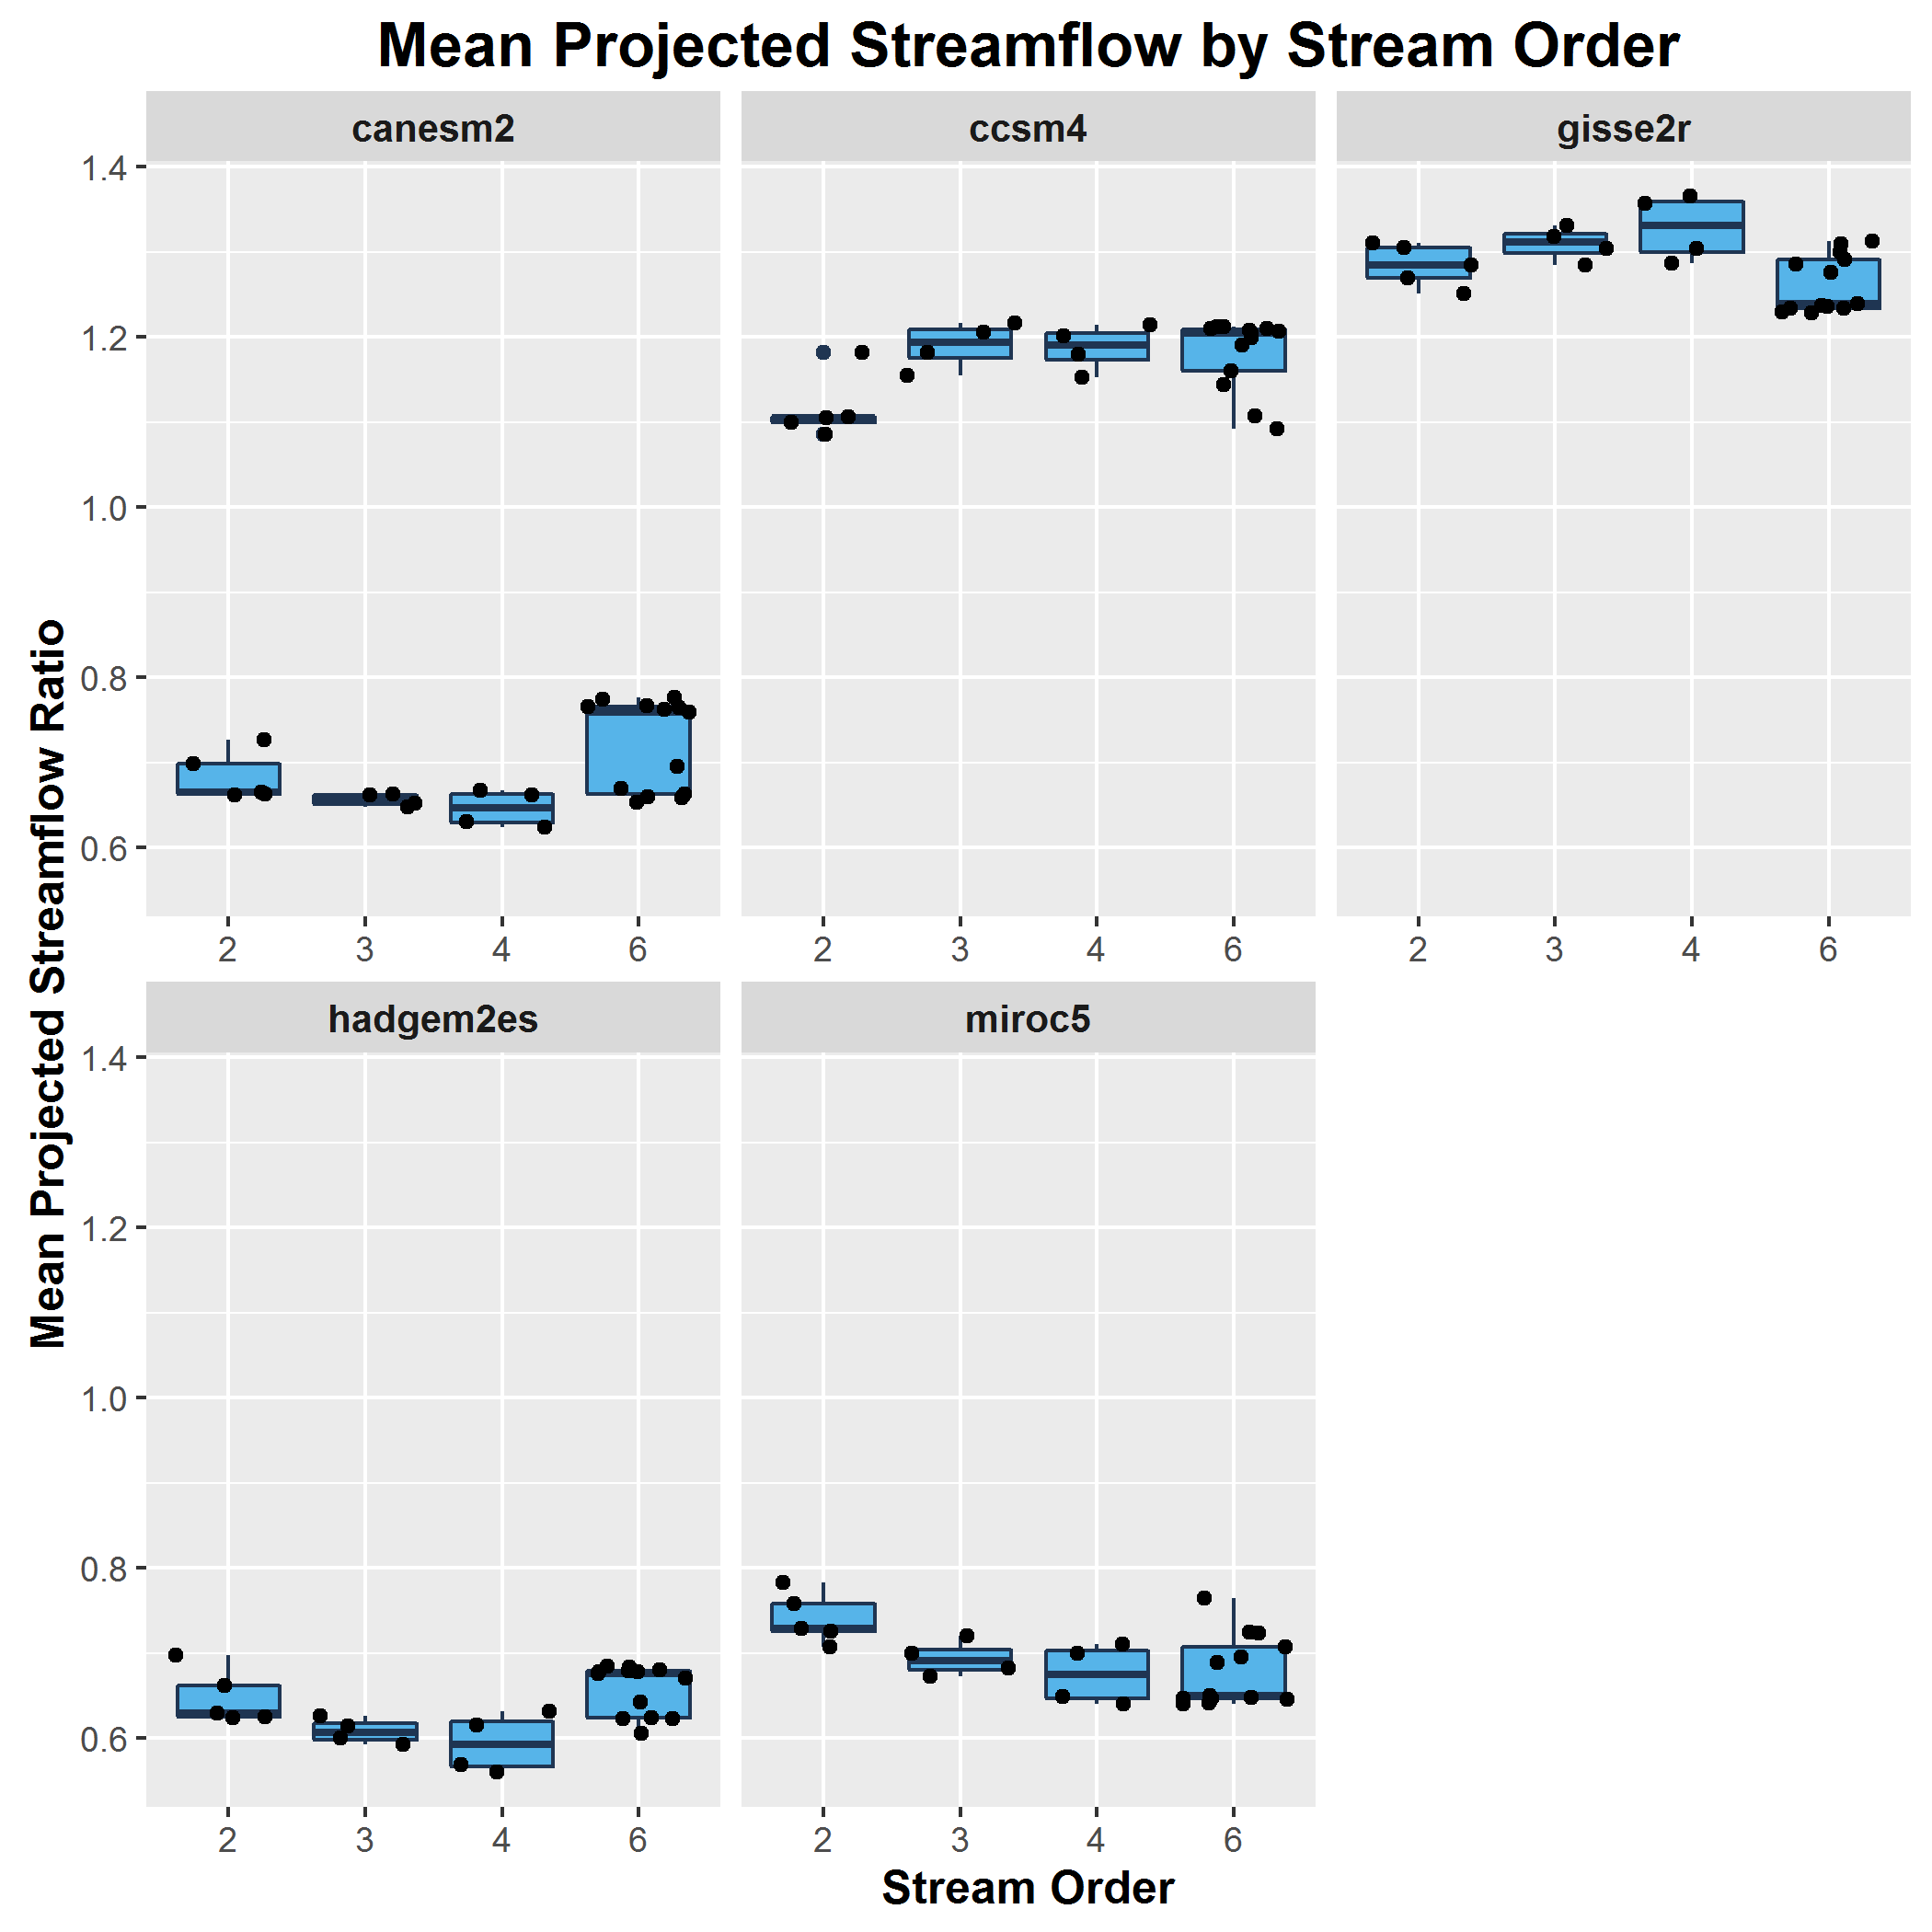 Mean Projected Streamflow by Stream Order
canesm2
ccsm4
gisse2r
1.4
1.2
1.0
0.8
0.6
2 3 4 6
2 3 4 6
2 3 4 6
Mean Projected Streamflow Ratio
hadgem2es
miroc5
1.4
1.2
1.0
0.8
0.6
2 3 4 6
2 3 4 6
Stream Order